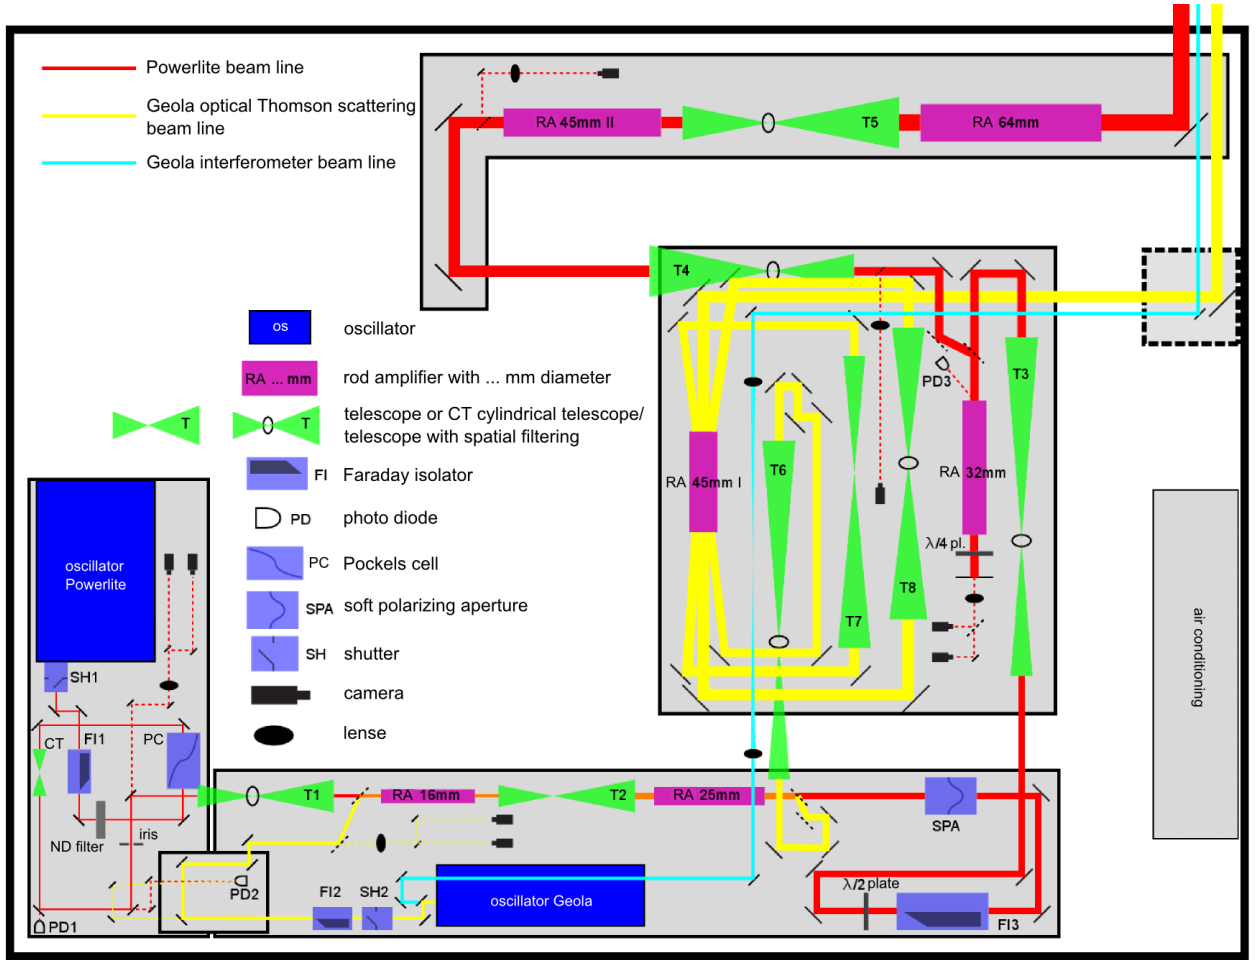 Powerlite beam line
Geola optical Thomson scattering
beam line
Geola interferometer beam line
RA 45mm II
T5
RA 64mm
T4
os
oscillator
RA ... mm
rod amplifier with ... mm diameter
T
T
telescope or CT cylindrical telescope/
telescope with spatial filtering
FI
Faraday isolator
PD
photo diode
PC
Pockels cell
SPA
soft polarizing aperture
SH
shutter
camera
lense
PD3
T3
T6
RA 45mm I
RA 32mm
λ/4 pl.
T8
T7
air conditioning
oscillator
Powerlite
SH1
CT
FI1
PC
ND filter
iris
T1
RA 16mm
T2
RA 25mm
SPA
PD2
FI2
SH2
oscillator Geola
λ/2 plate
FI3
PD1